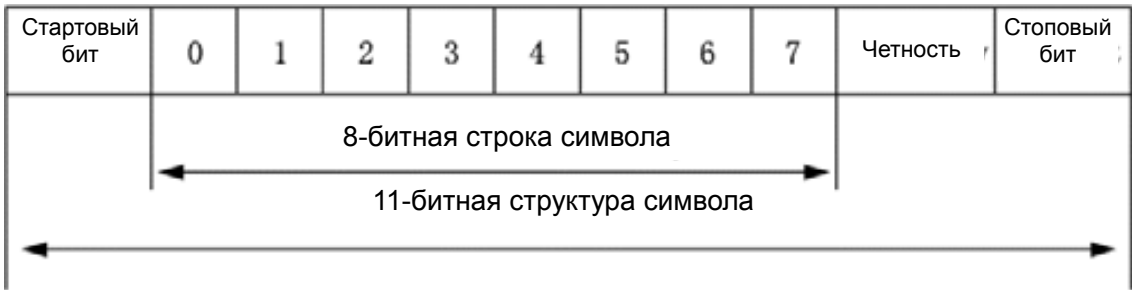 Стартовый
бит
0 1 2 3 4 5 6 7
Четность
Стоповый
бит
8-битная строка символа
11-битная структура символа